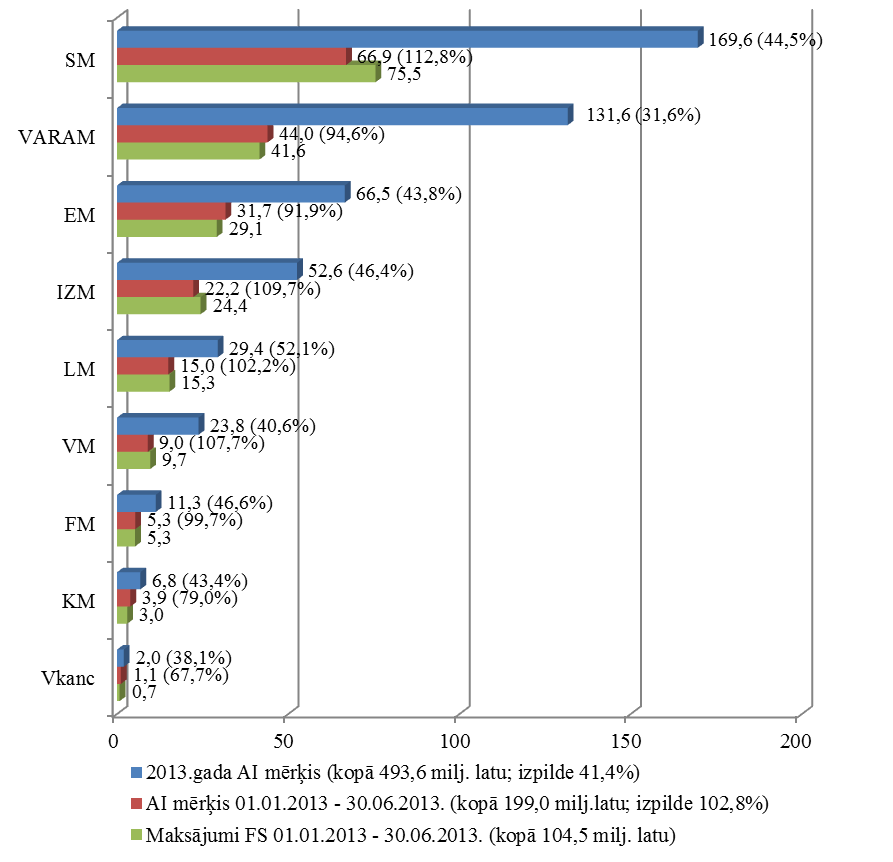 SM
169,6 (44,5%)
66,9 (112,8%)
75,5
VARAM
131,6 (31,6%)
44,0 (94,6%)
41,6
EM
66,5 (43,8%)
31,7 (91,9%)
29,1
IZM
52,6 (46,4%)
22,2 (109,7%)
24,4
LM
29,4 (52,1%)
15,0 (102,2%)
15,3
VM
23,8 (40,6%)
9,0 (107,7%)
9,7
FM
11,3 (46,6%)
5,3 (99,7%)
5,3
KM
6,8 (43,4%)
3,9 (79,0%)
3,0
Vkanc
2,0 (38,1%)
1,1 (67,7%)
0,7
0 50 100 150 200
2013.gada AI mērķis (kopā 493,6 milj. latu; izpilde 41,4%)
AI mērķis 01.01.2013 - 30.06.2013. (kopā 199,0 milj.latu; izpilde 102,8%)
Maksājumi FS 01.01.2013 - 30.06.2013. (kopā 104,5 milj. latu)